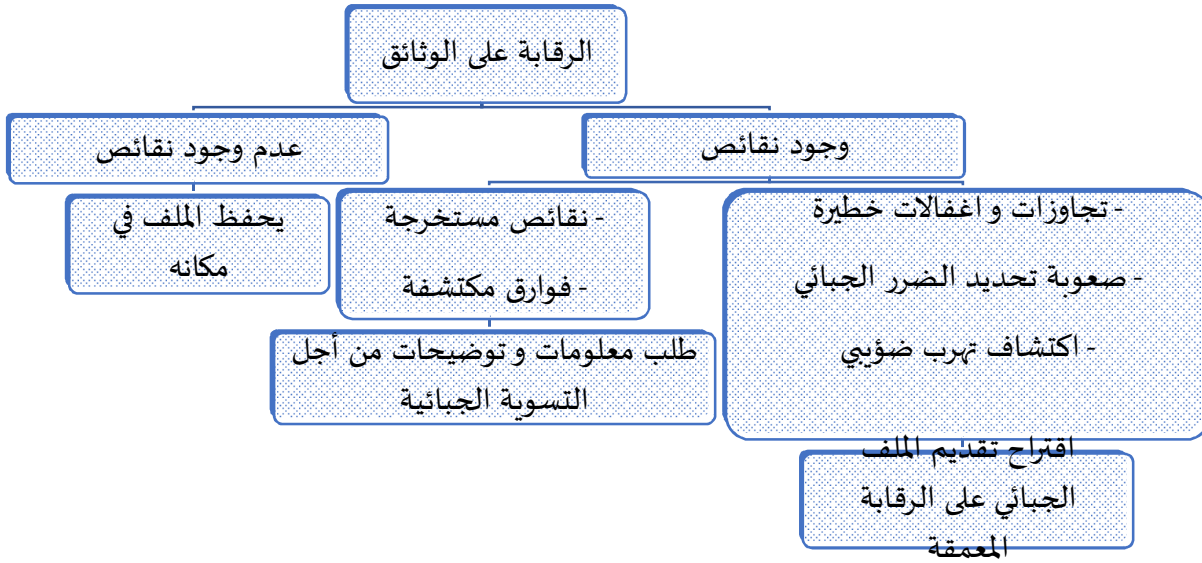 الرقابة على الوثائق
وجود نقائص
عدم وجود نقائص
- تجاوزات و اغفالات خطيرة
- صعوبة تحديد الضرر الجبائي
- اكتشاف تهرب ضؤيبي
اقتراح تقديم الملف
الجبائي على الرقابة
المعمقة
- نقائص مستخرجة
- فوارق مكتشفة
طلب معلومات و توضيحات من أجل
التسوية الجبائية
يحفظ الملف في
مكانه